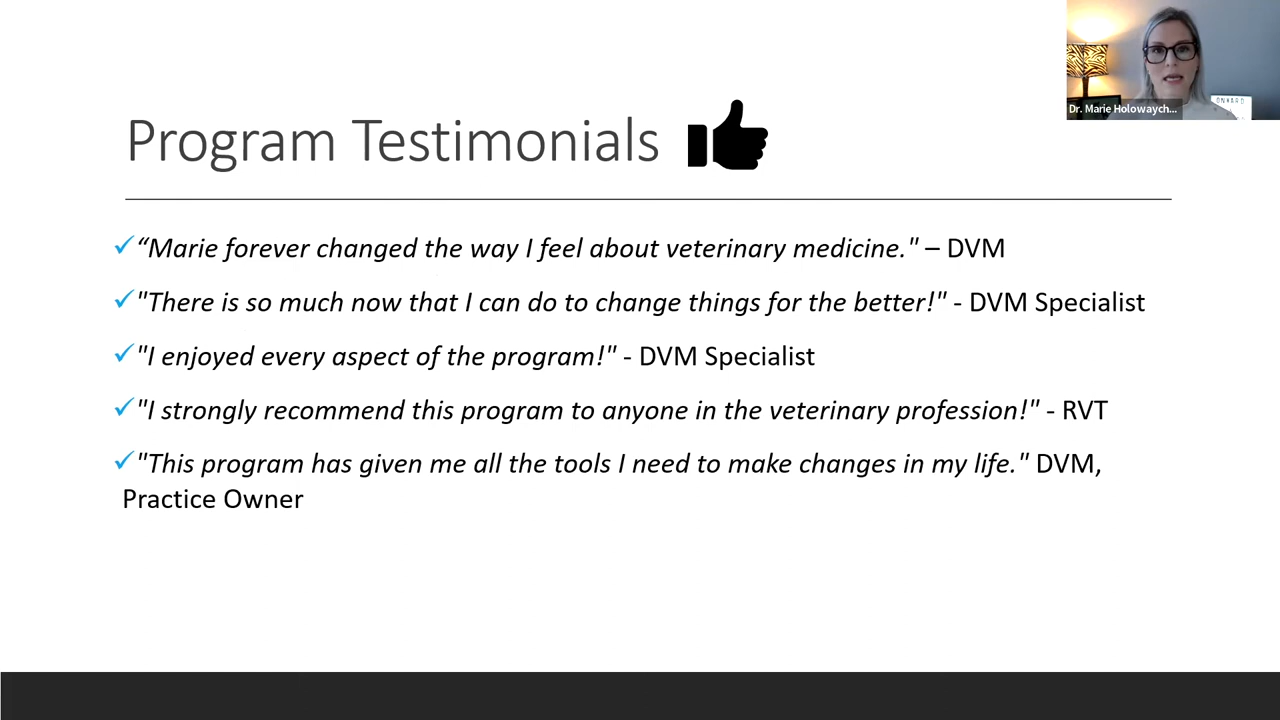 Dr. Marie Holowaych...
Program Testimonials
“Marie forever changed the way I feel about veterinary medicine." – DVM
"There is so much now that I can do to change things for the better!" - DVM Specialist
"I enjoyed every aspect of the program!" - DVM Specialist
"I strongly recommend this program to anyone in the veterinary profession!" - RVT
"This program has given me all the tools I need to make changes in my life." DVM,
Practice Owner